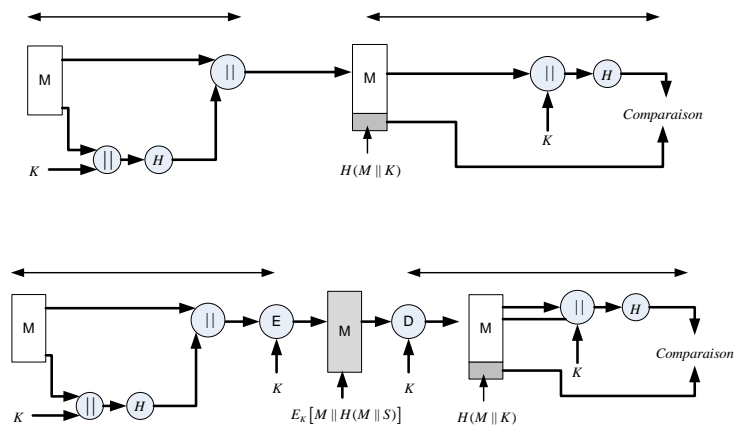 M
||
M
||
H
K
Comparaison
K
||
H
H(M || K)
M
||
E
M
D
M
||
H
K
||
H
K
K
K
Comparaison
E_K[M || H(M || S)]
H(M || K)